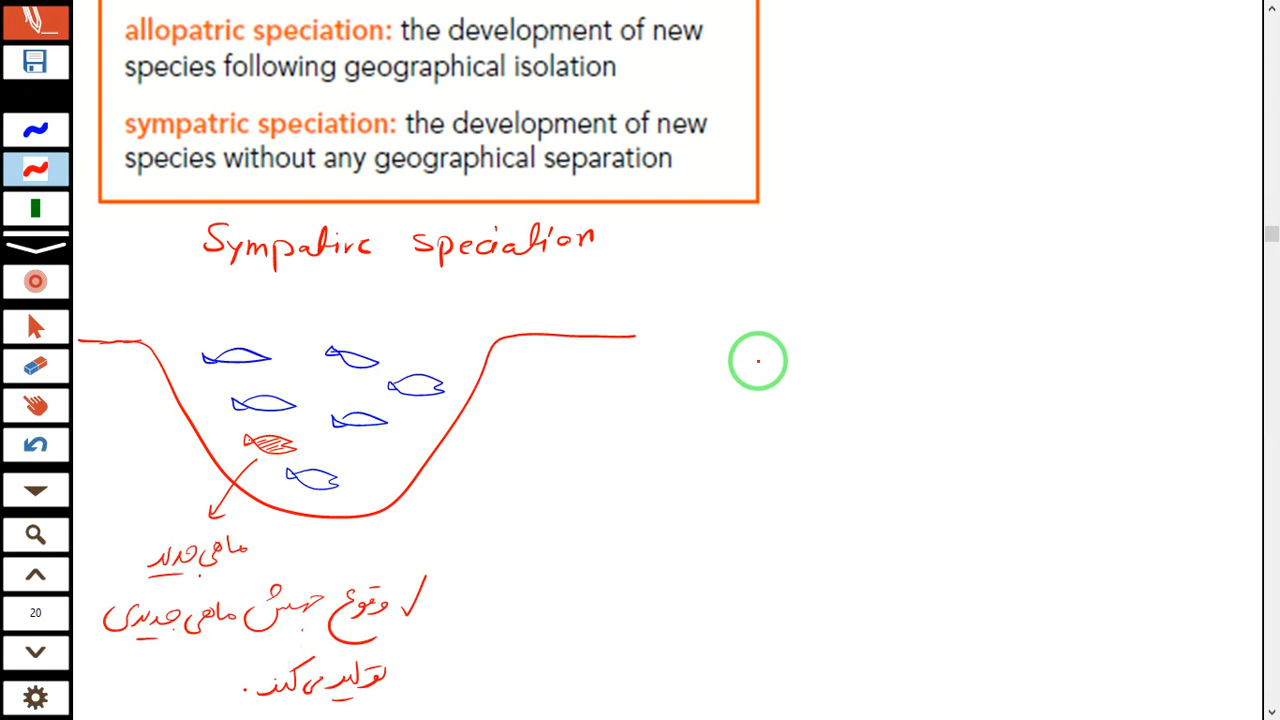 allopatric speciation: the development of new
species following geographical isolation
sympatric speciation: the development of new
species without any geographical separation
Sympatirc speciation
ماهی جدید
✓ وقوع جهش ماهی جدیدی
تولید می‌کند.
20